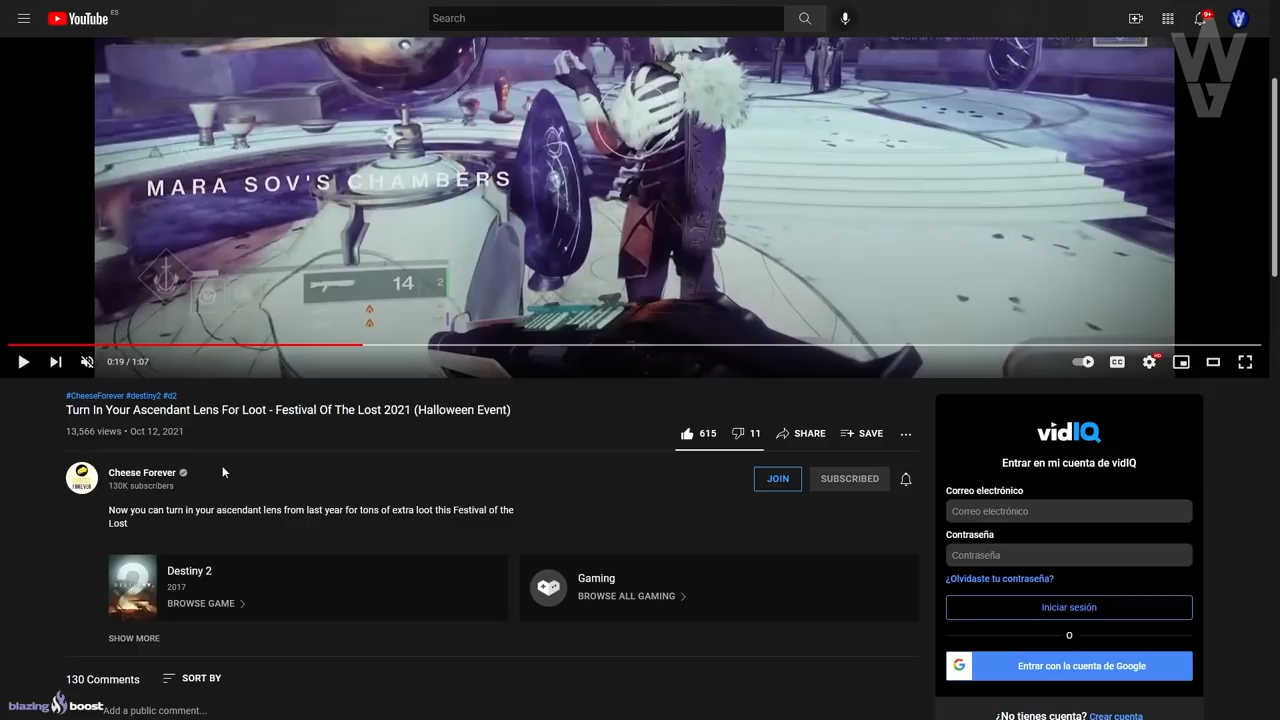 YouTube ES
Search
9+
WG
MARA SOV'S CHAMBERS
14 2
0:19 / 1:07
CC
HD
#CheeseForever #destiny2 #d2
Turn In Your Ascendant Lens For Loot - Festival Of The Lost 2021 (Halloween Event)
13,566 views • Oct 12, 2021
615 11 SHARE SAVE
Cheese Forever
130K subscribers
JOIN SUBSCRIBED
Now you can turn in your ascendant lens from last year for tons of extra loot this Festival of the
Lost
Destiny 2
2017
BROWSE GAME
Gaming
BROWSE ALL GAMING
SHOW MORE
130 Comments SORT BY
Add a public comment...
blazing boost
vidIQ
Entrar en mi cuenta de vidIQ
Correo electrónico
Correo electrónico
Contraseña
Contraseña
¿Olvidaste tu contraseña?
Iniciar sesión
O
G Entrar con la cuenta de Google
¿No tienes cuenta? Crear cuenta